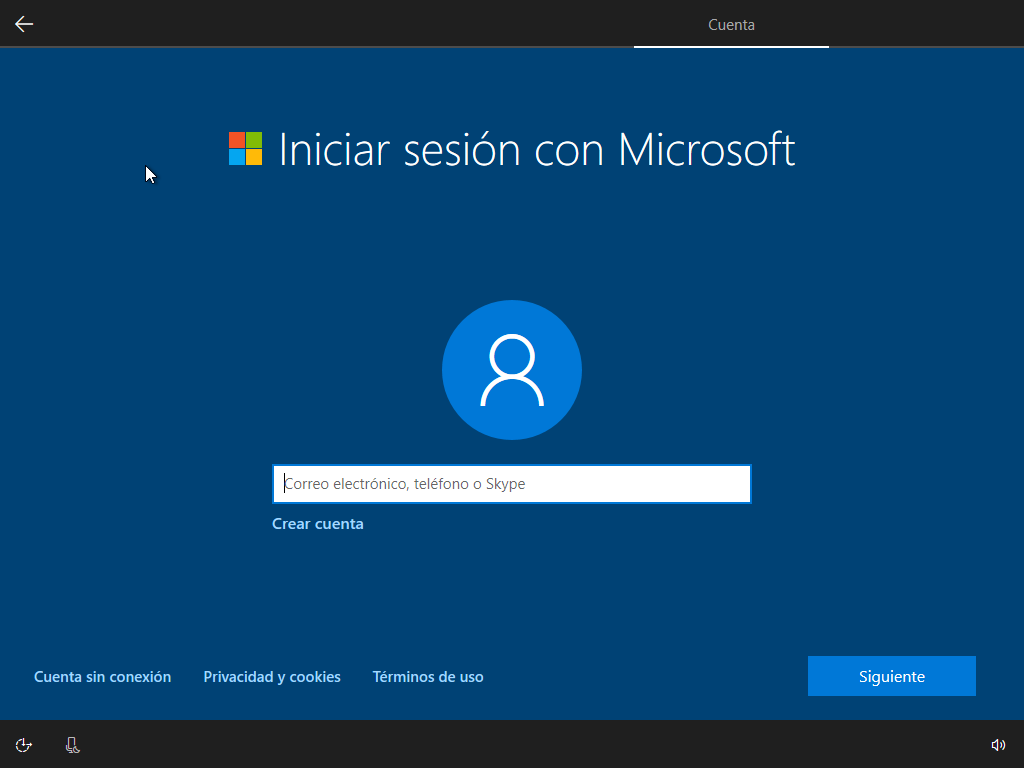 Cuenta
Iniciar sesión con Microsoft
Correo electrónico, teléfono o Skype
Crear cuenta
Cuenta sin conexión
Privacidad y cookies
Términos de uso
Siguiente